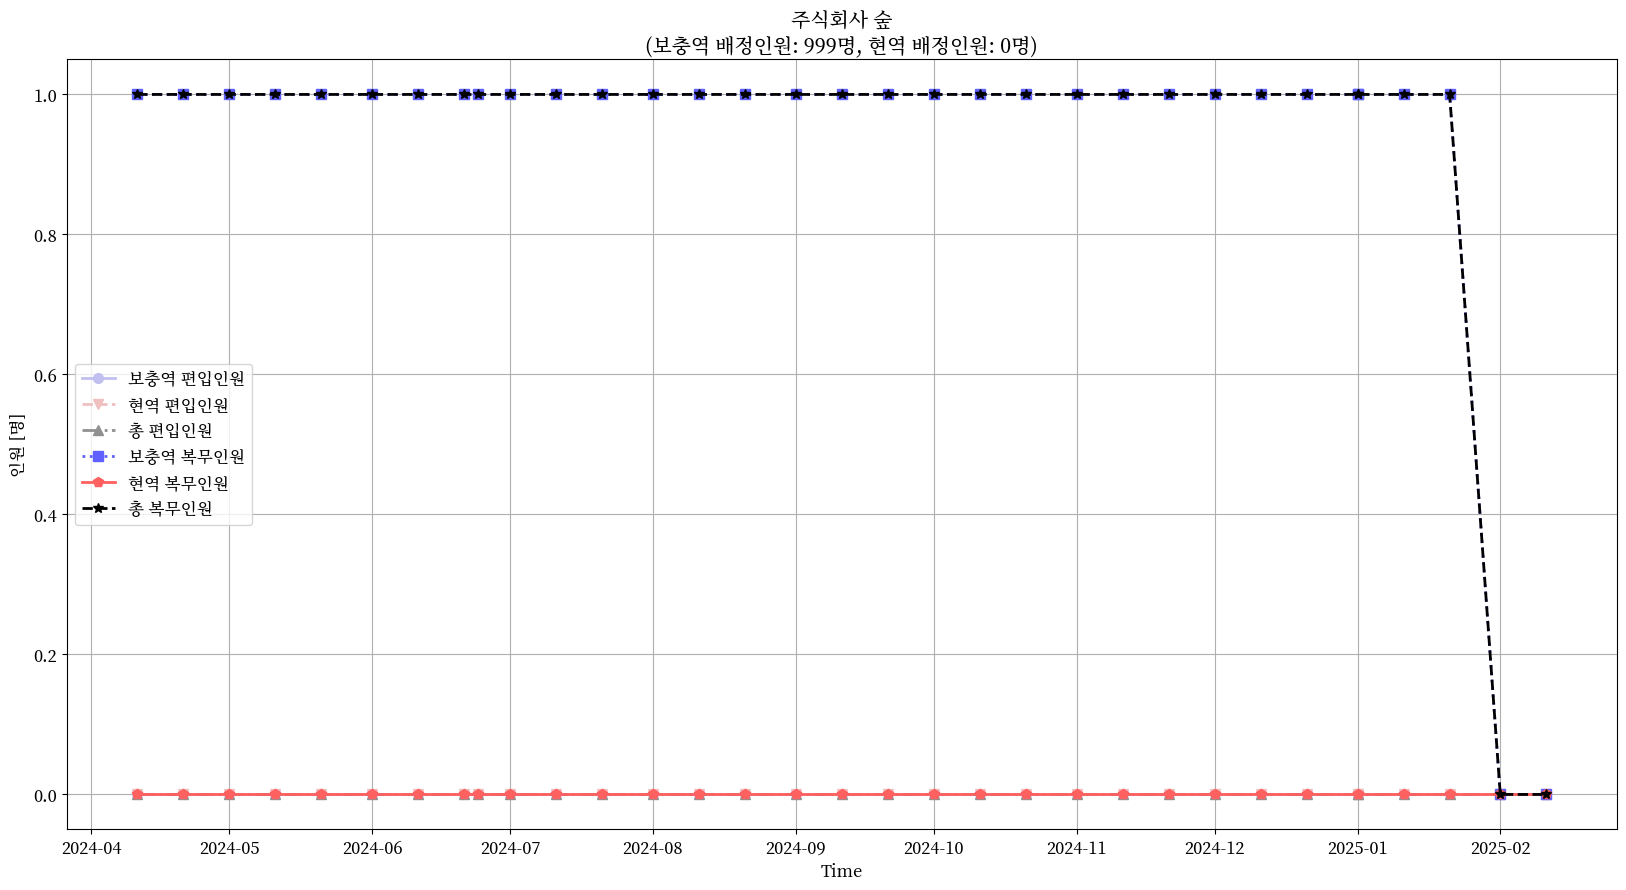 주식회사 숲
(보충역 배정인원: 999명, 현역 배정인원: 0명)
인원 [명]
1.0
0.8
0.6
0.4
0.2
0.0
보충역 편입인원
현역 편입인원
총 편입인원
보충역 복무인원
현역 복무인원
총 복무인원
2024-04
2024-05
2024-06
2024-07
2024-08
2024-09
2024-10
2024-11
2024-12
2025-01
2025-02
Time